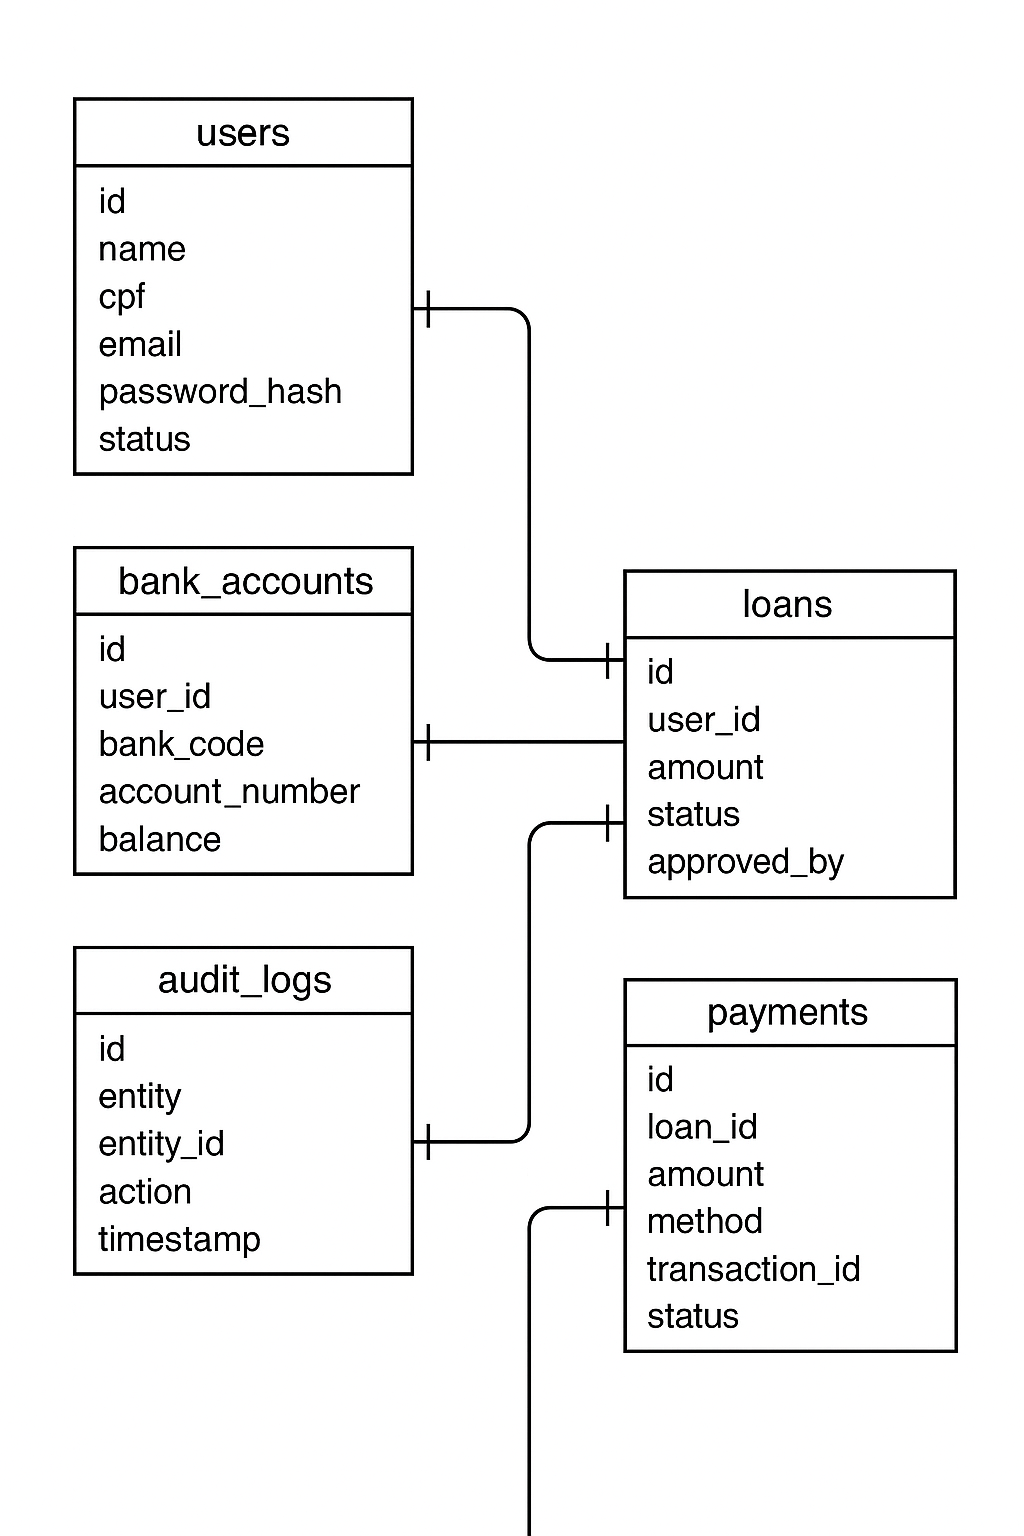 users
id
name
cpf
email
password_hash
status
bank_accounts
id
user_id
bank_code
account_number
balance
loans
id
user_id
amount
status
approved_by
audit_logs
id
entity
entity_id
action
timestamp
payments
id
loan_id
amount
method
transaction_id
status